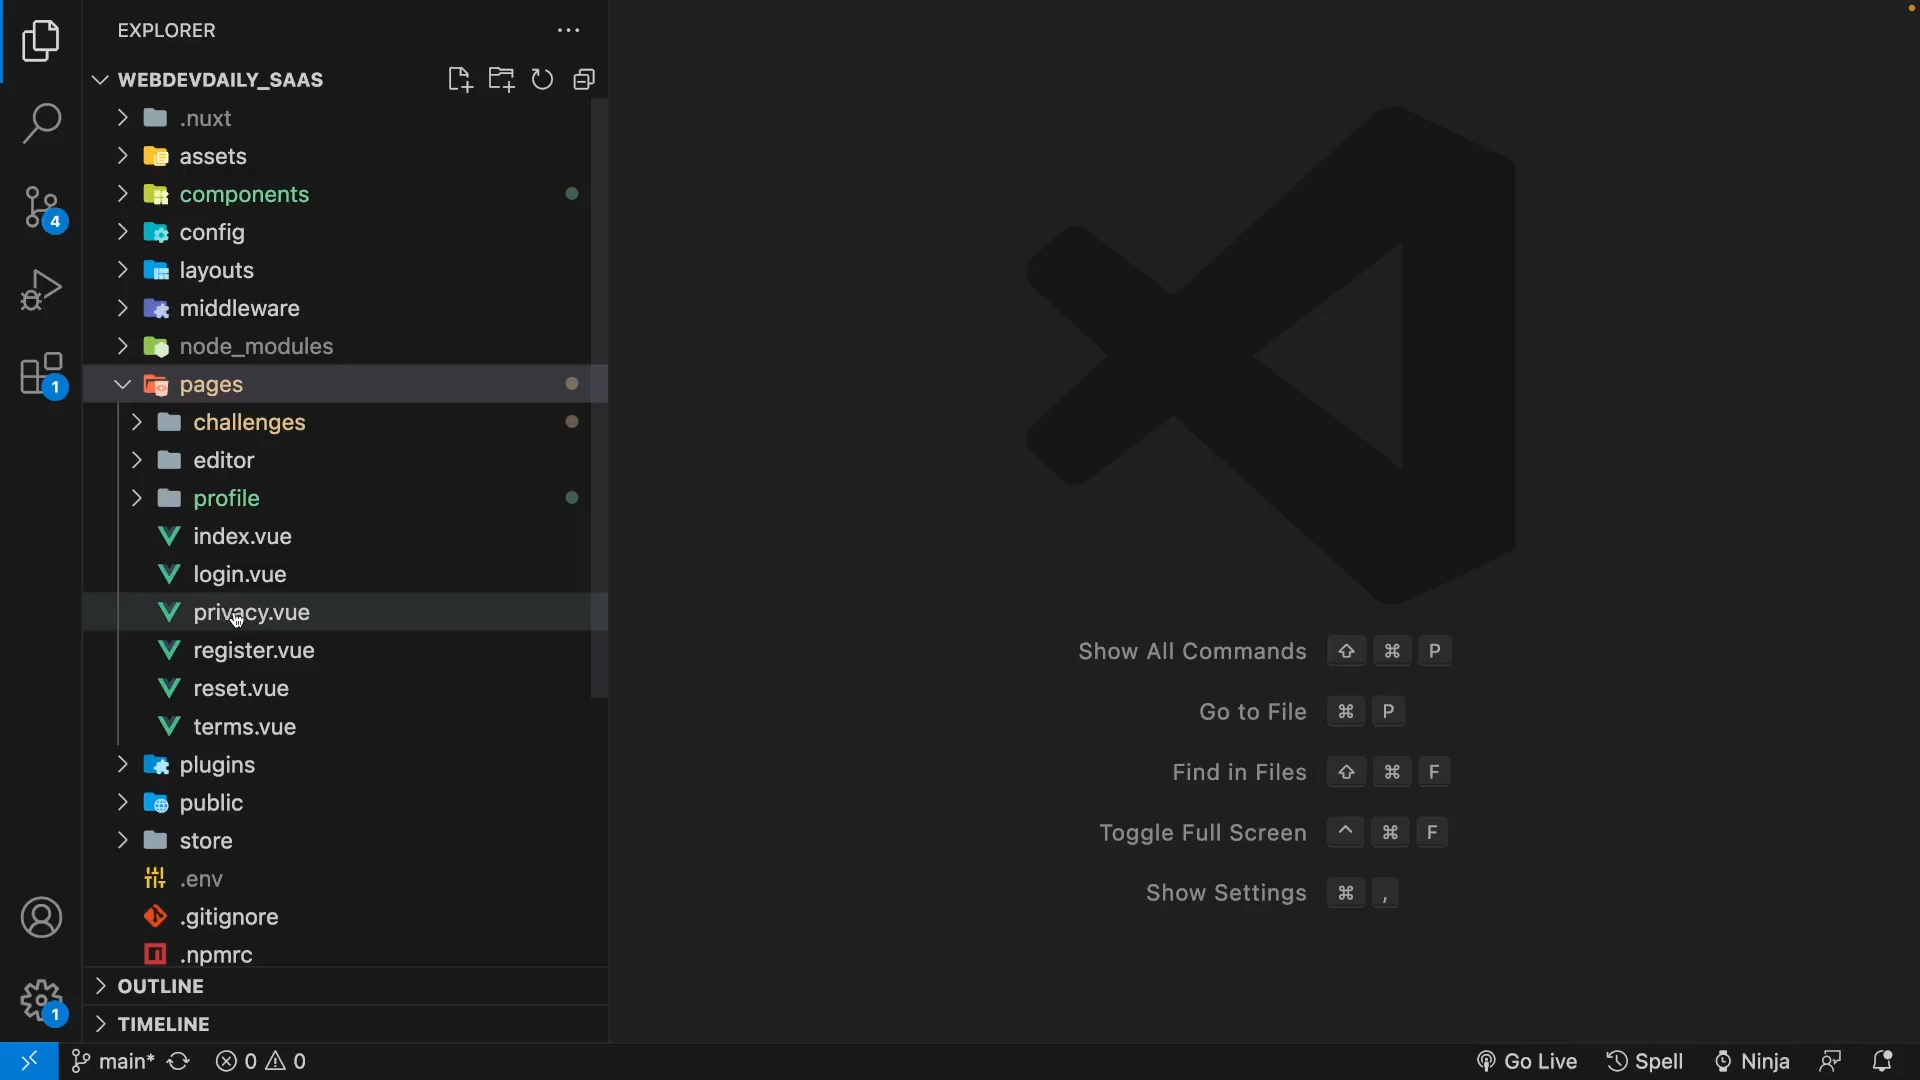 EXPLORER
WEBDEVDAILY_SAAS
.nuxt
assets
components
config
layouts
middleware
node_modules
pages
challenges
editor
profile
index.vue
login.vue
privacy.vue
register.vue
reset.vue
terms.vue
plugins
public
store
.env
.gitignore
.npmrc
OUTLINE
TIMELINE
4
1
1
Show All Commands ⇧ ⌘ P
Go to File ⌘ P
Find in Files ⇧ ⌘ F
Toggle Full Screen ^ ⌘ F
Show Settings ⌘ ,
main* 0 0 Go Live Spell Ninja